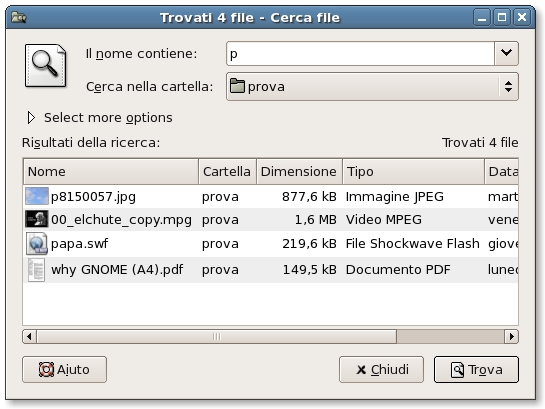 Trovati 4 file - Cerca file
Il nome contiene: p
Cerca nella cartella: prova
Select more options
Risultati della ricerca: Trovati 4 file
Nome Cartella Dimensione Tipo Data
p8150057.jpg prova 877,6 kB Immagine JPEG mart
00_elchute_copy.mpg prova 1,6 MB Video MPEG vene
papa.swf prova 219,6 kB File Shockwave Flash giove
why GNOME (A4).pdf prova 149,5 kB Documento PDF lunec
Aiuto Chiudi Trova